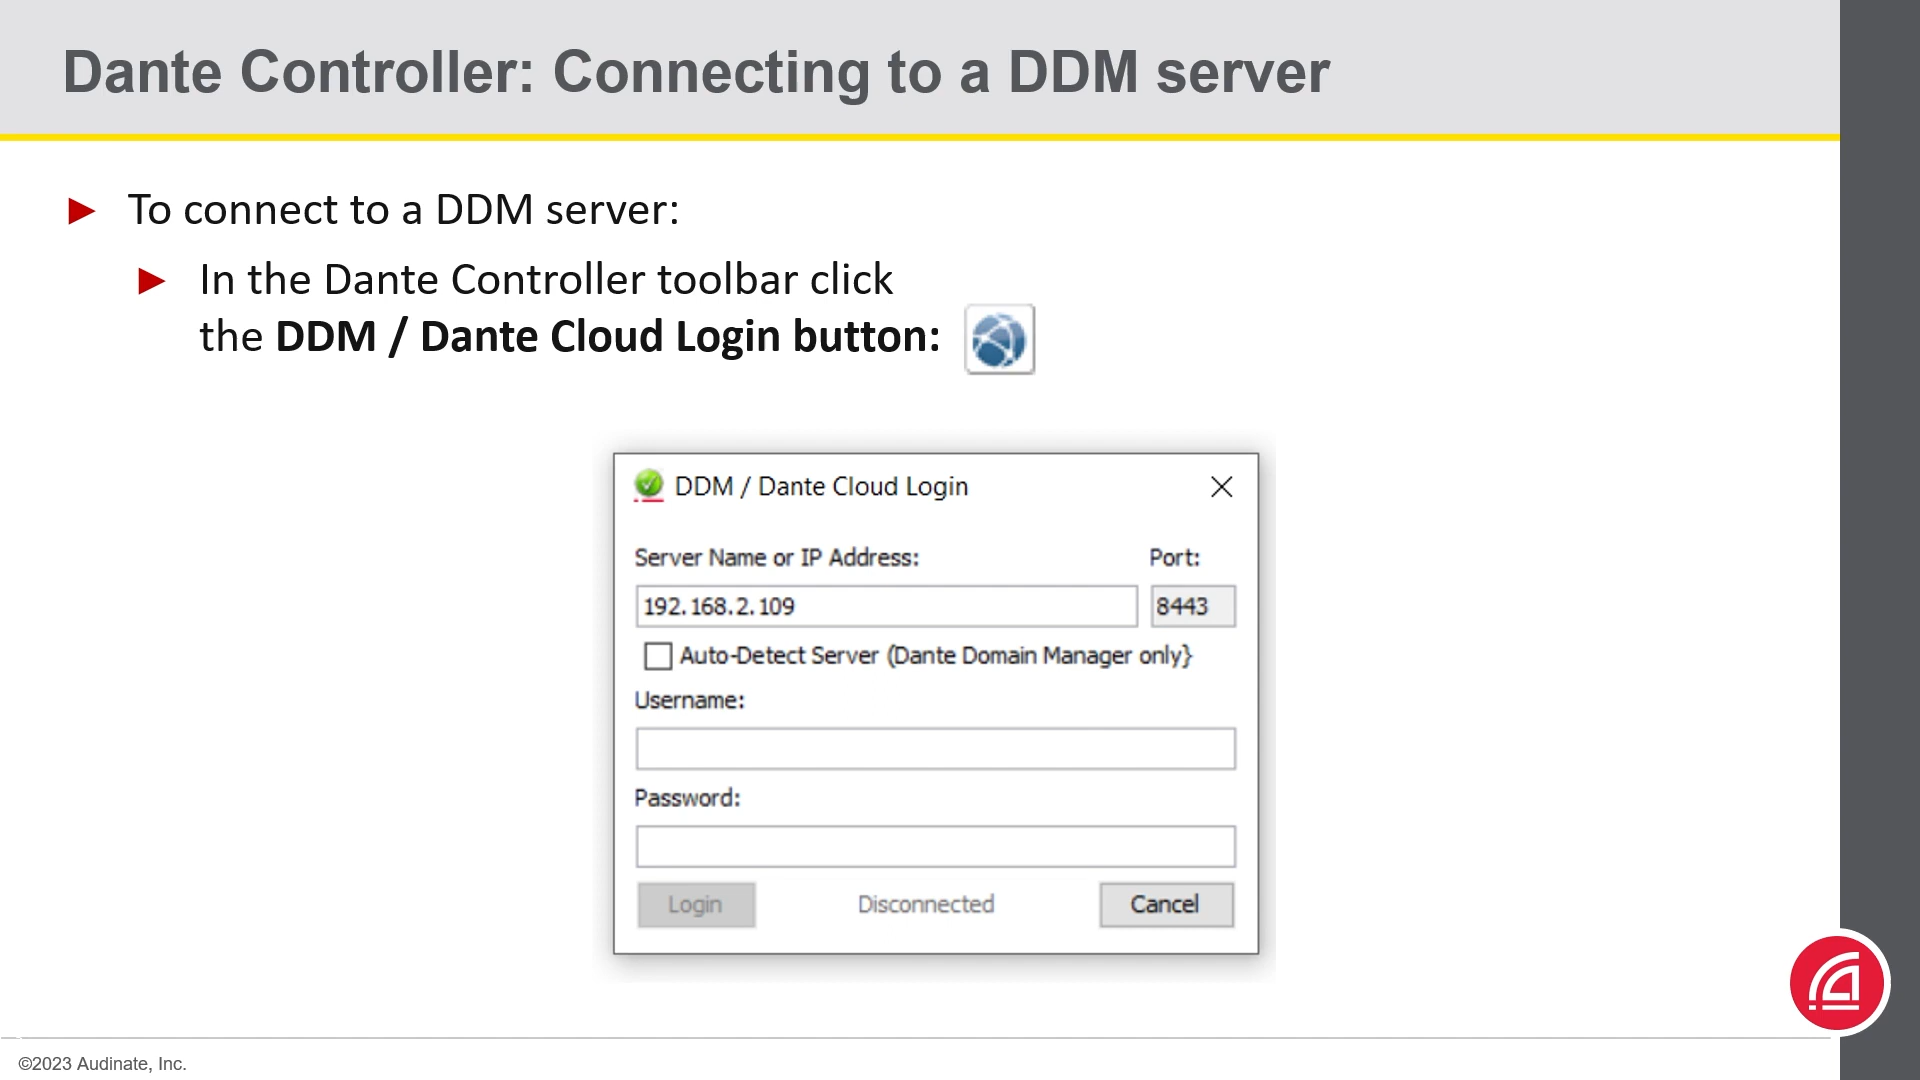 Dante Controller: Connecting to a DDM server
To connect to a DDM server:
In the Dante Controller toolbar click
the DDM / Dante Cloud Login button:
DDM / Dante Cloud Login
Server Name or IP Address: Port:
192.168.2.109 8443
Auto-Detect Server (Dante Domain Manager only}
Username:
Password:
Login Disconnected Cancel
©2023 Audinate, Inc.